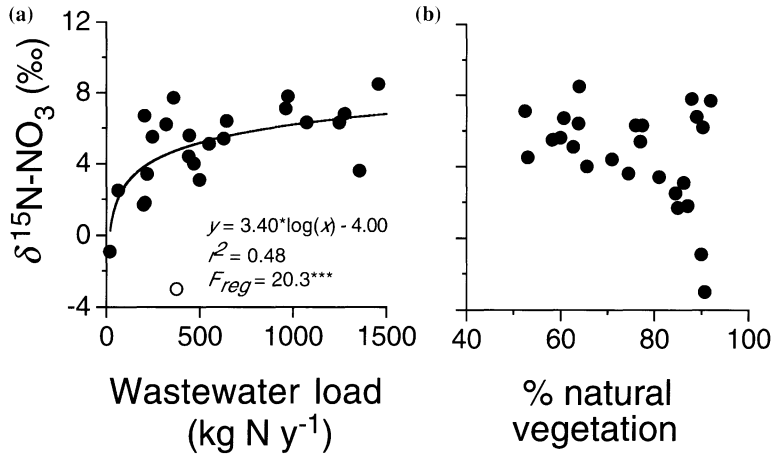 (a)
(b)
12
8
4
0
-4
δ15N-NO3 (‰)
y = 3.40*log(x) - 4.00
r2 = 0.48
Freg = 20.3***
0 500 1000 1500
40 60 80 100
Wastewater load
(kg N y-1)
% natural
vegetation